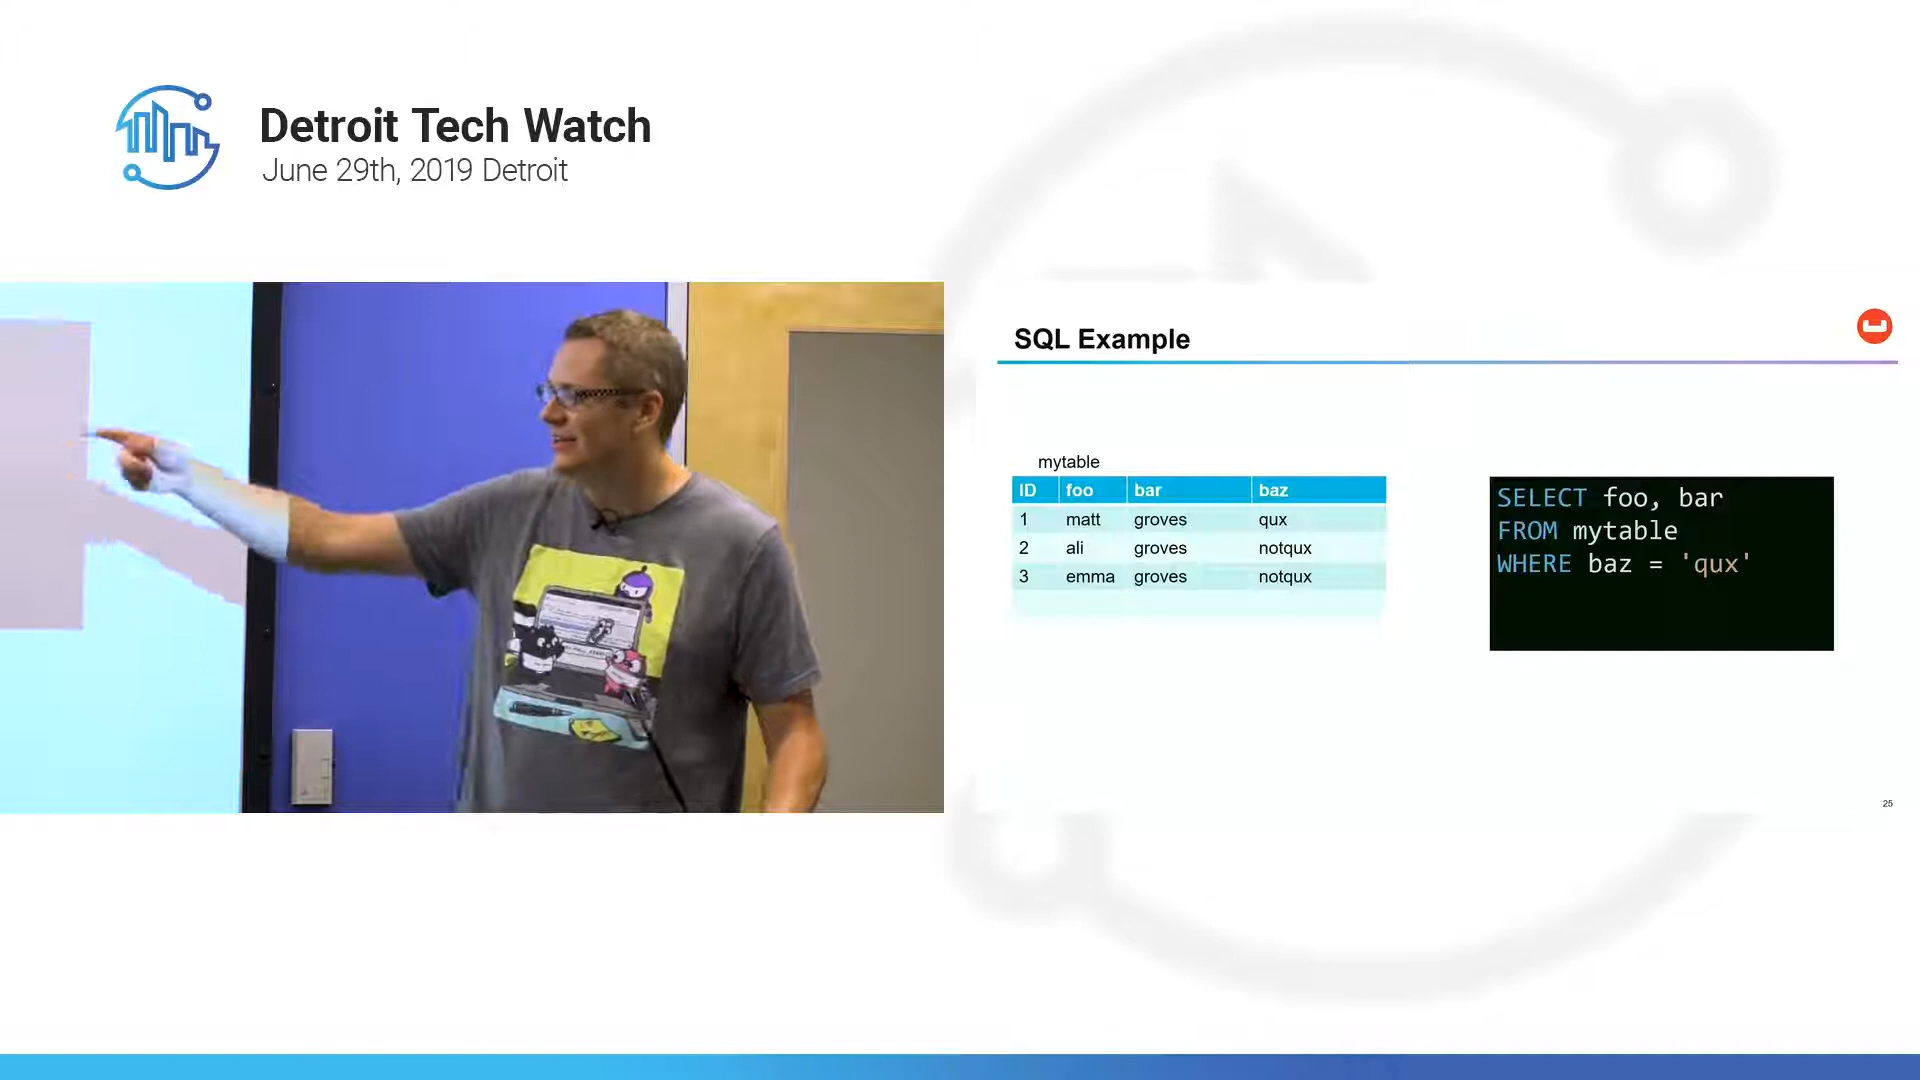 Detroit Tech Watch
June 29th, 2019 Detroit
SQL Example
mytable
ID foo bar baz
1 matt groves qux
2 ali groves notqux
3 emma groves notqux
SELECT foo, bar
FROM mytable
WHERE baz = 'qux'
25